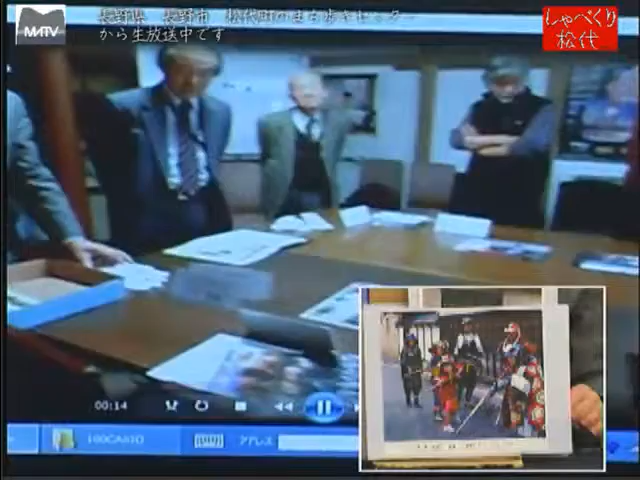 M-ATV
長野県　長野市　松代町のまち歩きセンター
から生放送中です
しゃべくり
松代
00:14
100CASIO
アドレス